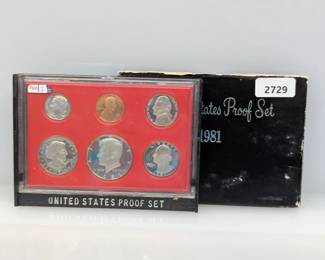 2729
States Proof Set
1981
UNITED STATES PROOF SET